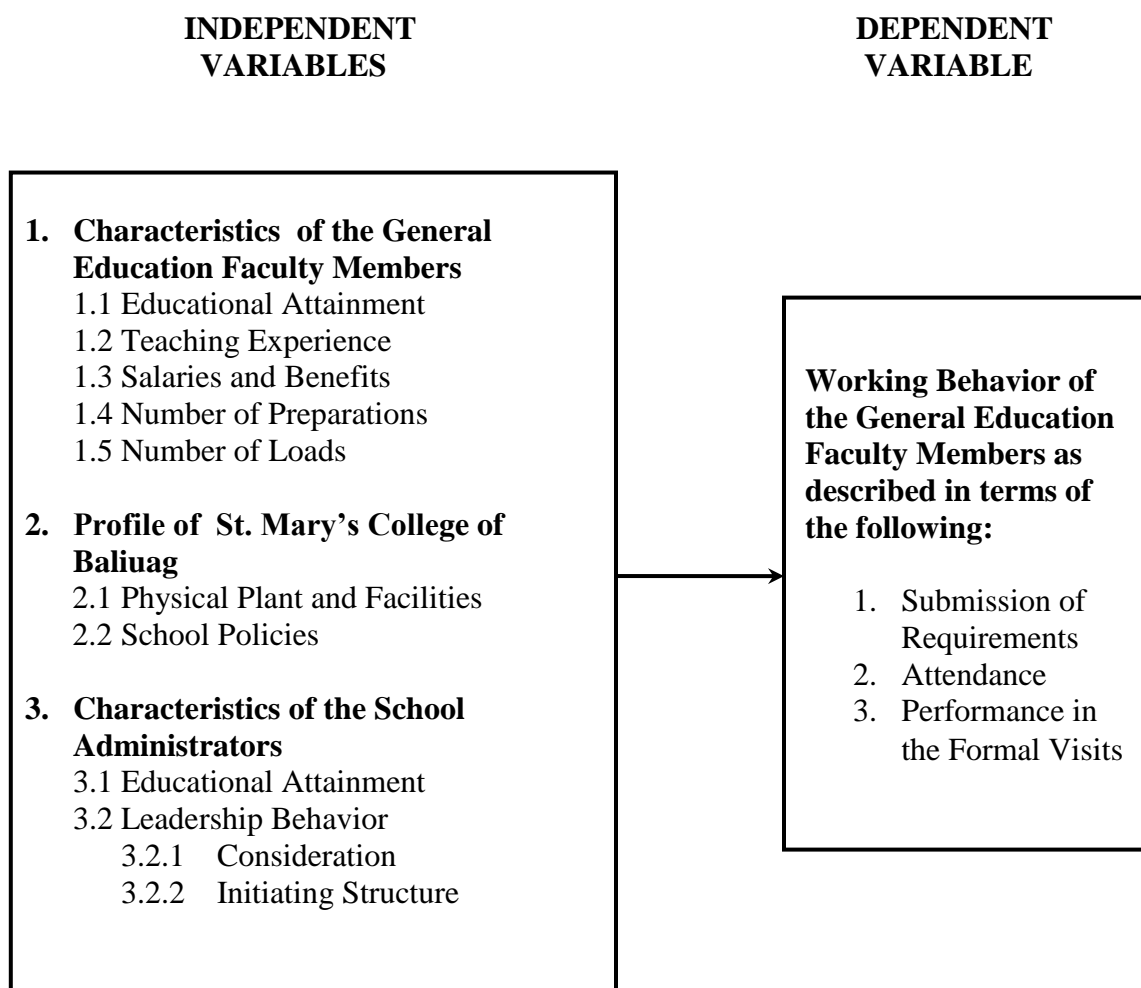 INDEPENDENT
VARIABLES
DEPENDENT
VARIABLE
1. Characteristics of the General
Education Faculty Members
1.1 Educational Attainment
1.2 Teaching Experience
1.3 Salaries and Benefits
1.4 Number of Preparations
1.5 Number of Loads
2. Profile of St. Mary’s College of
Baliuag
2.1 Physical Plant and Facilities
2.2 School Policies
3. Characteristics of the School
Administrators
3.1 Educational Attainment
3.2 Leadership Behavior
3.2.1 Consideration
3.2.2 Initiating Structure
Working Behavior of
the General Education
Faculty Members as
described in terms of
the following:
1. Submission of
Requirements
2. Attendance
3. Performance in
the Formal Visits